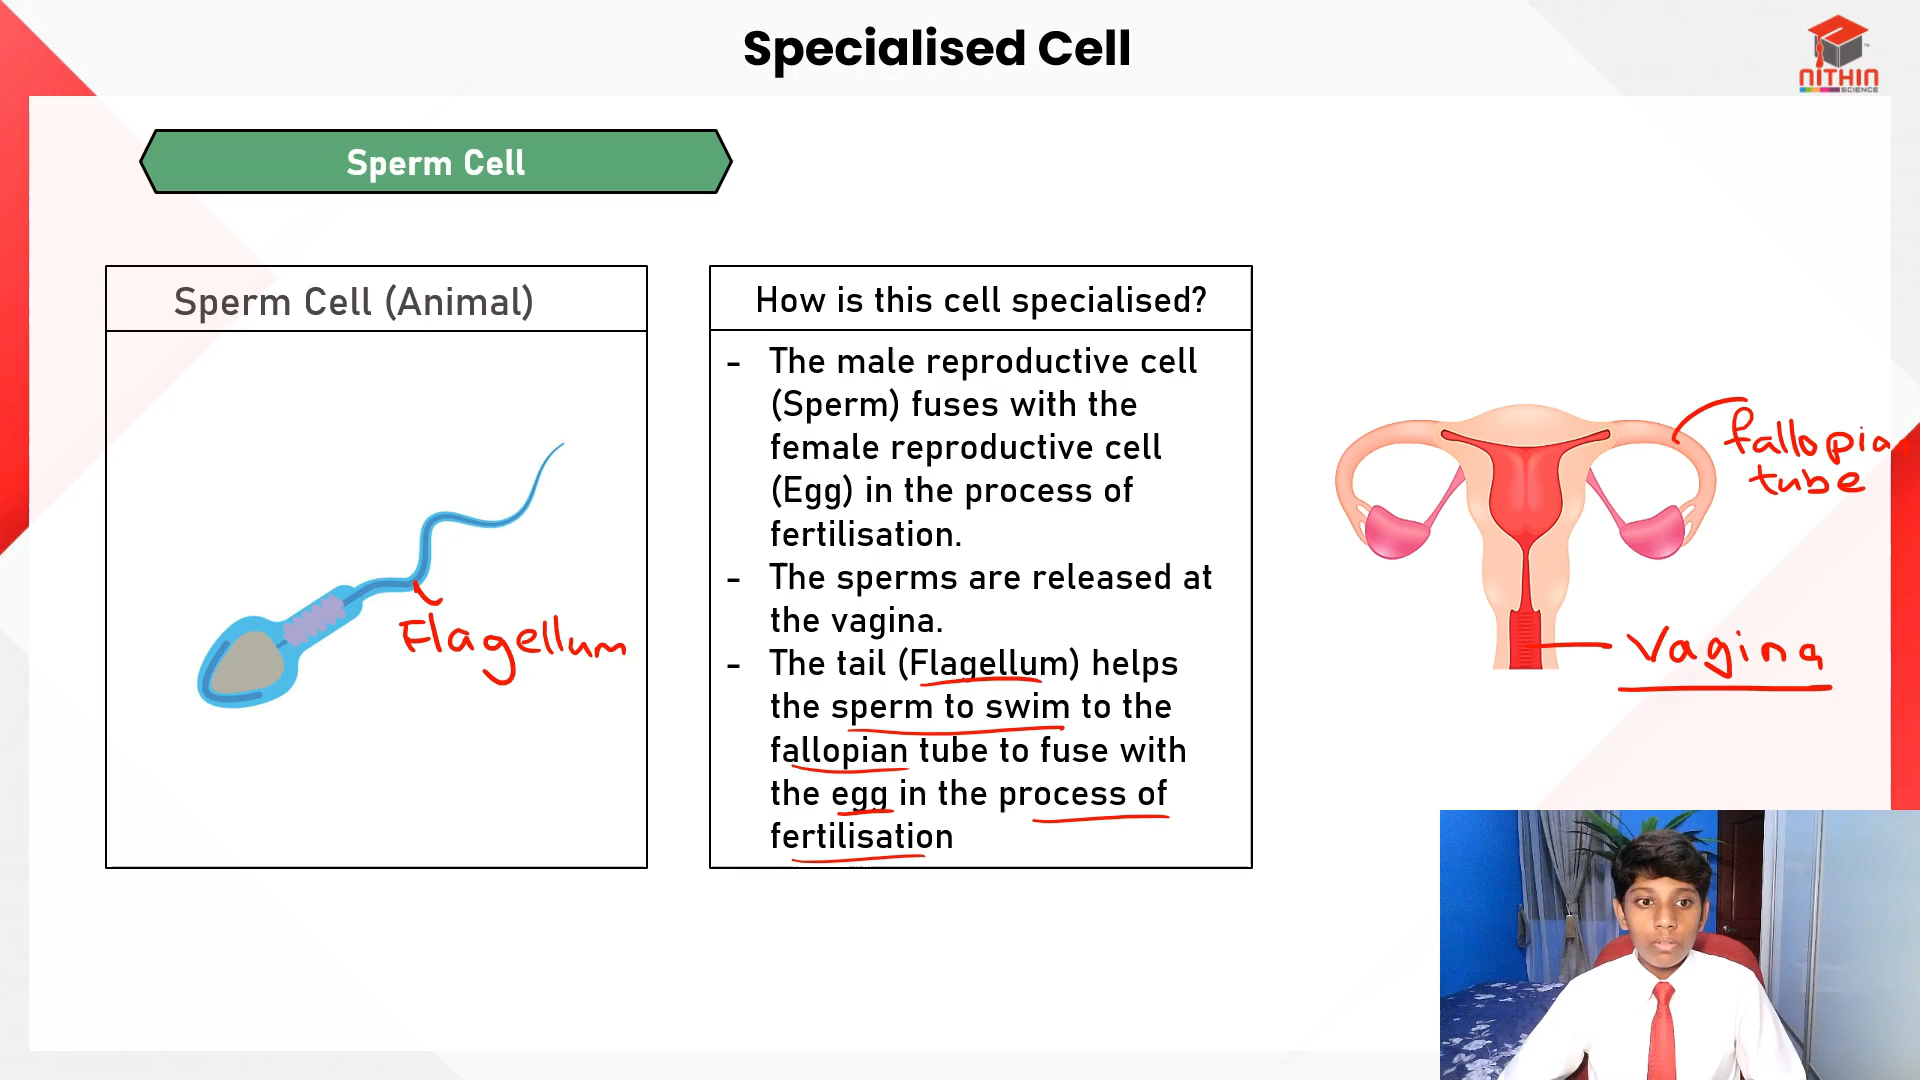 Specialised Cell
NITHIN
SCIENCE
Sperm Cell
Sperm Cell (Animal)
Flagellum
How is this cell specialised?
- The male reproductive cell
(Sperm) fuses with the
female reproductive cell
(Egg) in the process of
fertilisation.
- The sperms are released at
the vagina.
- The tail (Flagellum) helps
the sperm to swim to the
fallopian tube to fuse with
the egg in the process of
fertilisation
fallopian
tube
Vagina